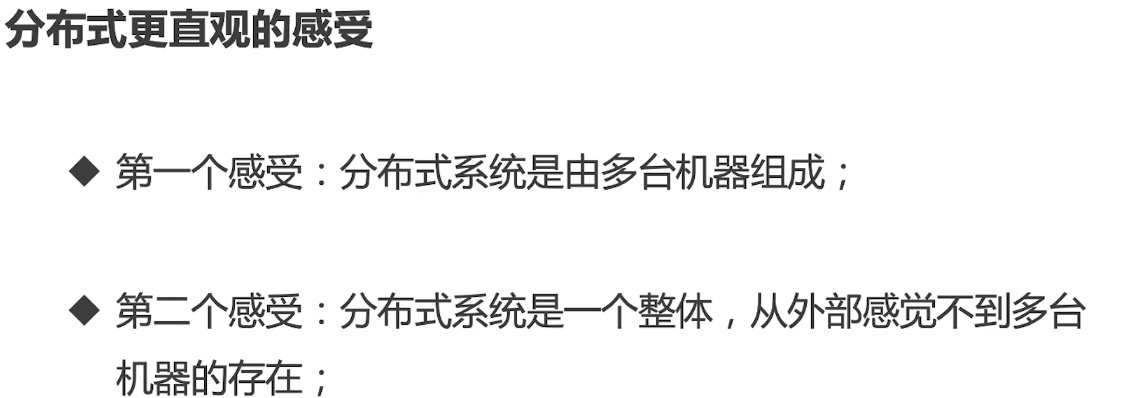 分布式更直观的感受
◆ 第一个感受：分布式系统是由多台机器组成；
◆ 第二个感受：分布式系统是一个整体，从外部感觉不到多台
机器的存在；